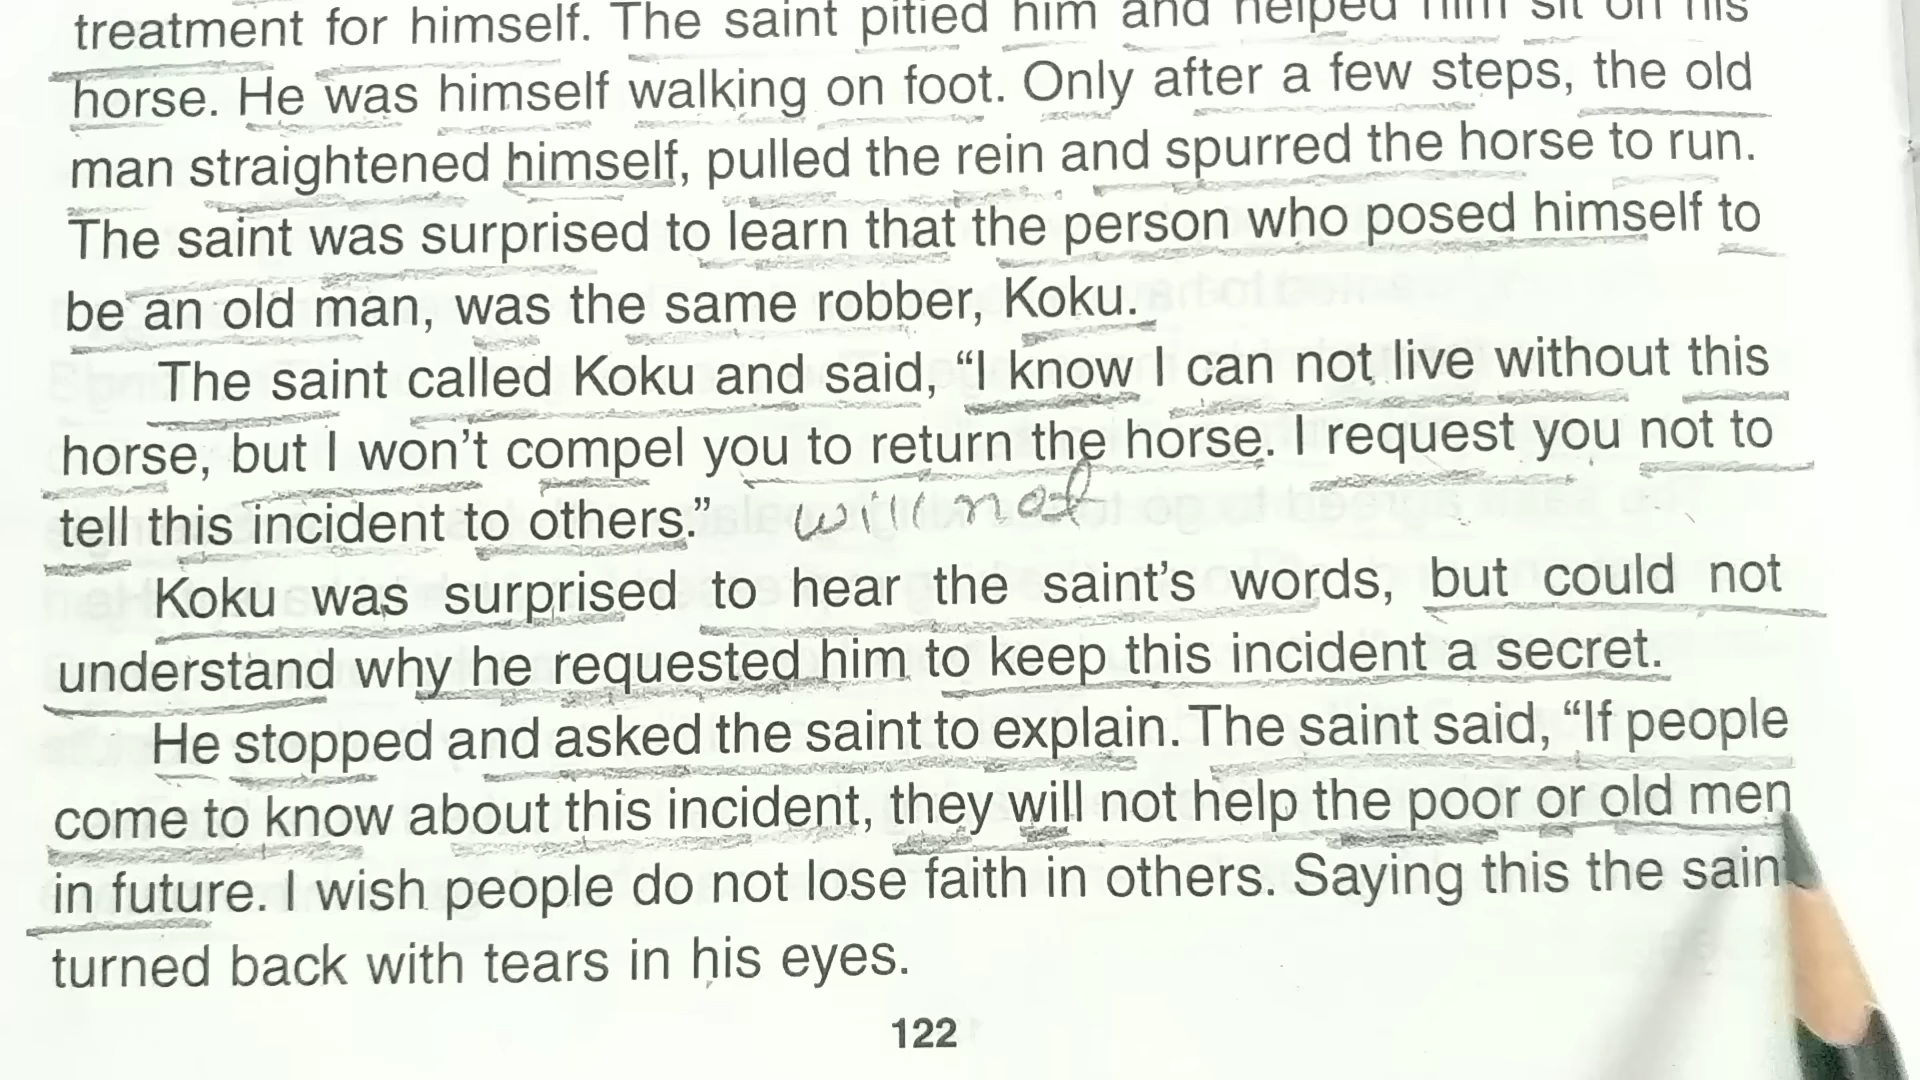 treatment for himself. The saint pitied him and helped him sit on his
horse. He was himself walking on foot. Only after a few steps, the old
man straightened himself, pulled the rein and spurred the horse to run.
The saint was surprised to learn that the person who posed himself to
be an old man, was the same robber, Koku.
The saint called Koku and said, “I know I can not live without this
horse, but I won’t compel you to return the horse. I request you not to
tell this incident to others.” will not
Koku was surprised to hear the saint’s words, but could not
understand why he requested him to keep this incident a secret.
He stopped and asked the saint to explain. The saint said, “If people
come to know about this incident, they will not help the poor or old men
in future. I wish people do not lose faith in others. Saying this the sain
turned back with tears in his eyes.
122